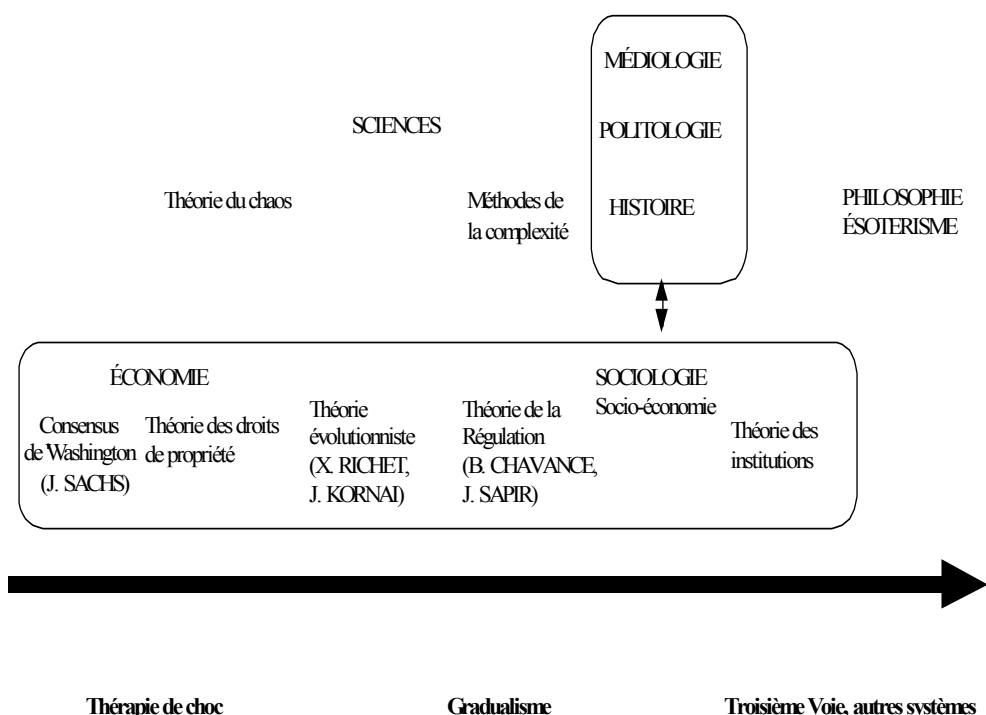 MÉDIOLOGIE
SCIENCES
POLITOLOGIE
Théorie du chaos
Méthodes de
la complexité
HISTOIRE
PHILOSOPHIE
ÉSOTERISME
ÉCONOMIE
SOCIOLOGIE
Socio-économie
Consensus
de Washington
(J. SACHS)
Théorie des droits
de propriété
Théorie
évolutionniste
(X. RICHET,
J. KORNAI)
Théorie de la
Régulation
(B. CHAVANCE,
J. SAPIR)
Théorie des
institutions
Thérapie de choc
Gradualisme
Troisième Voie, autres systèmes